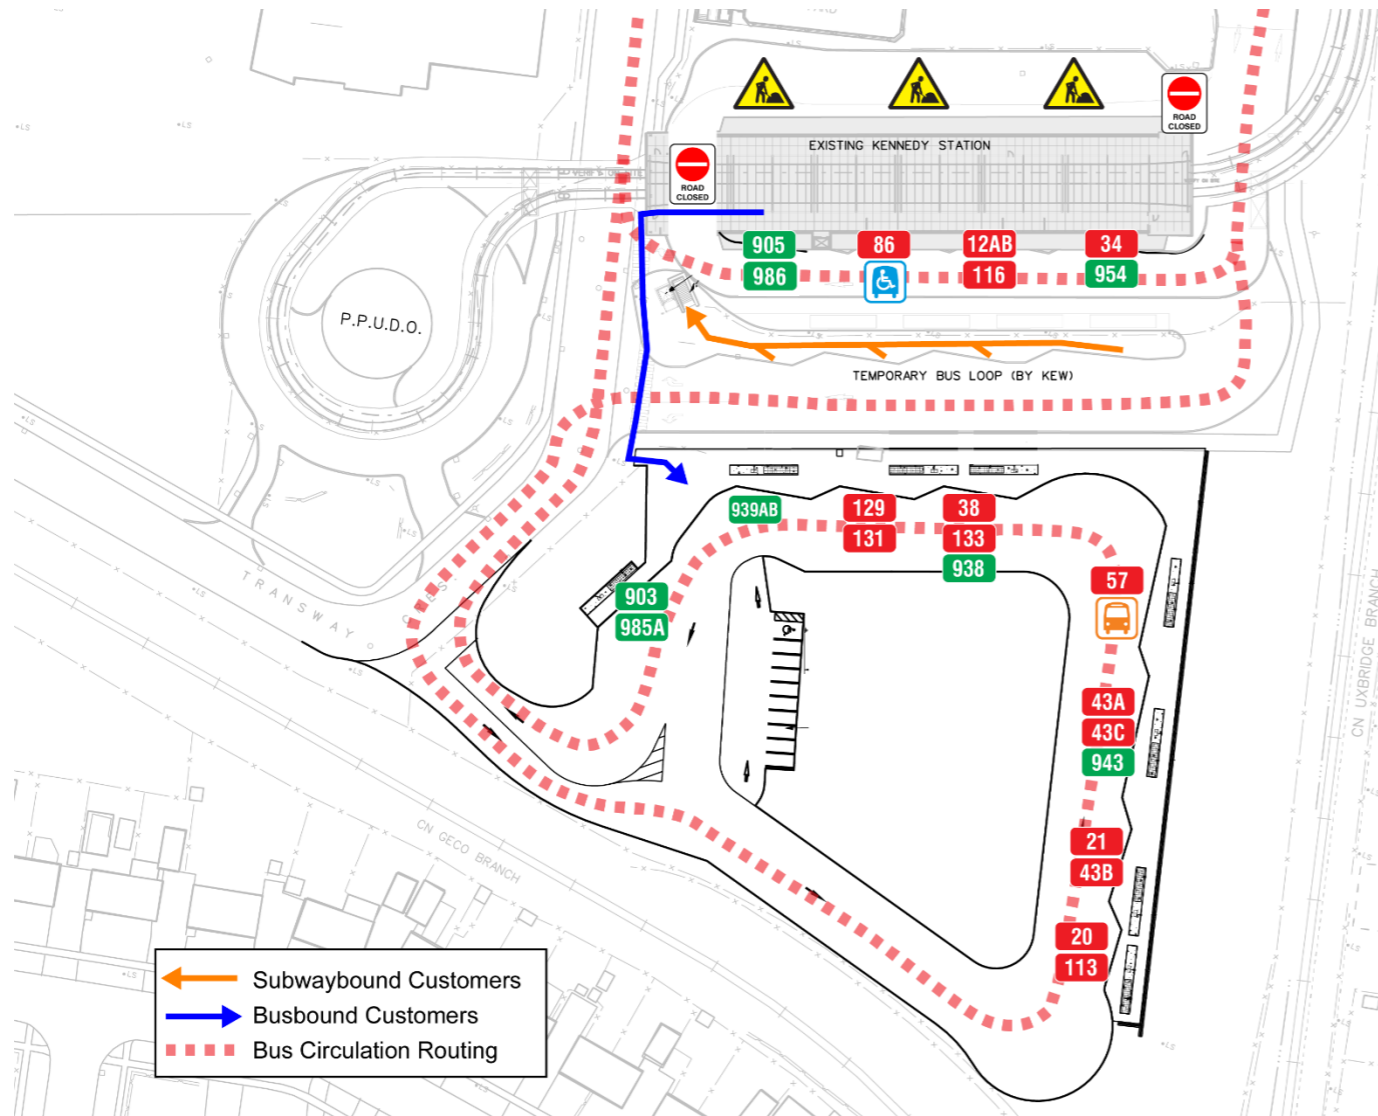 ROAD
CLOSED
EXISTING KENNEDY STATION
ROAD
CLOSED
905
86
12AB
34
986
116
954
P.P.U.D.O.
TEMPORARY BUS LOOP (BY KEW)
939AB
129
38
131
133
938
57
903
985A
TRANSWAY CRES.
43A
43C
943
21
43B
CN GECO BRANCH
20
113
CN UXBRIDGE BRANCH
Subwaybound Customers
Busbound Customers
Bus Circulation Routing